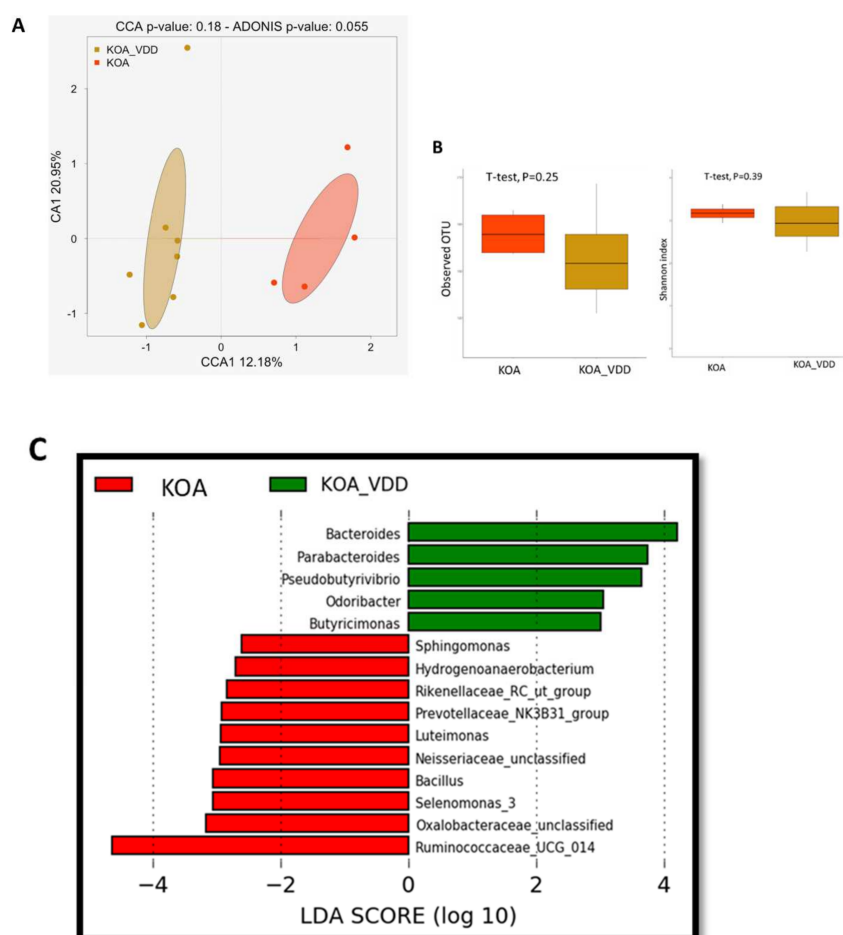 A
CCA p-value: 0.18 - ADONIS p-value: 0.055
KOA_VDD
KOA
2
1
0
-1
CA1 20.95%
-1
0
1
2
CCA1 12.18%
B
T-test, P=0.25
Observed OTU
KOA
KOA_VDD
T-test, P=0.39
Shannon index
KOA
KOA_VDD
C
KOA
KOA_VDD
Bacteroides
Parabacteroides
Pseudobutyrivibrio
Odoribacter
Butyricimonas
Sphingomonas
Hydrogenoanaerobacterium
Rikenellaceae_RC_ut_group
Prevotellaceae_NK3B31_group
Luteimonas
Neisseriaceae_unclassified
Bacillus
Selenomonas_3
Oxalobacteraceae_unclassified
Ruminococcaceae_UCG_014
−4
−2
0
2
4
LDA SCORE (log 10)